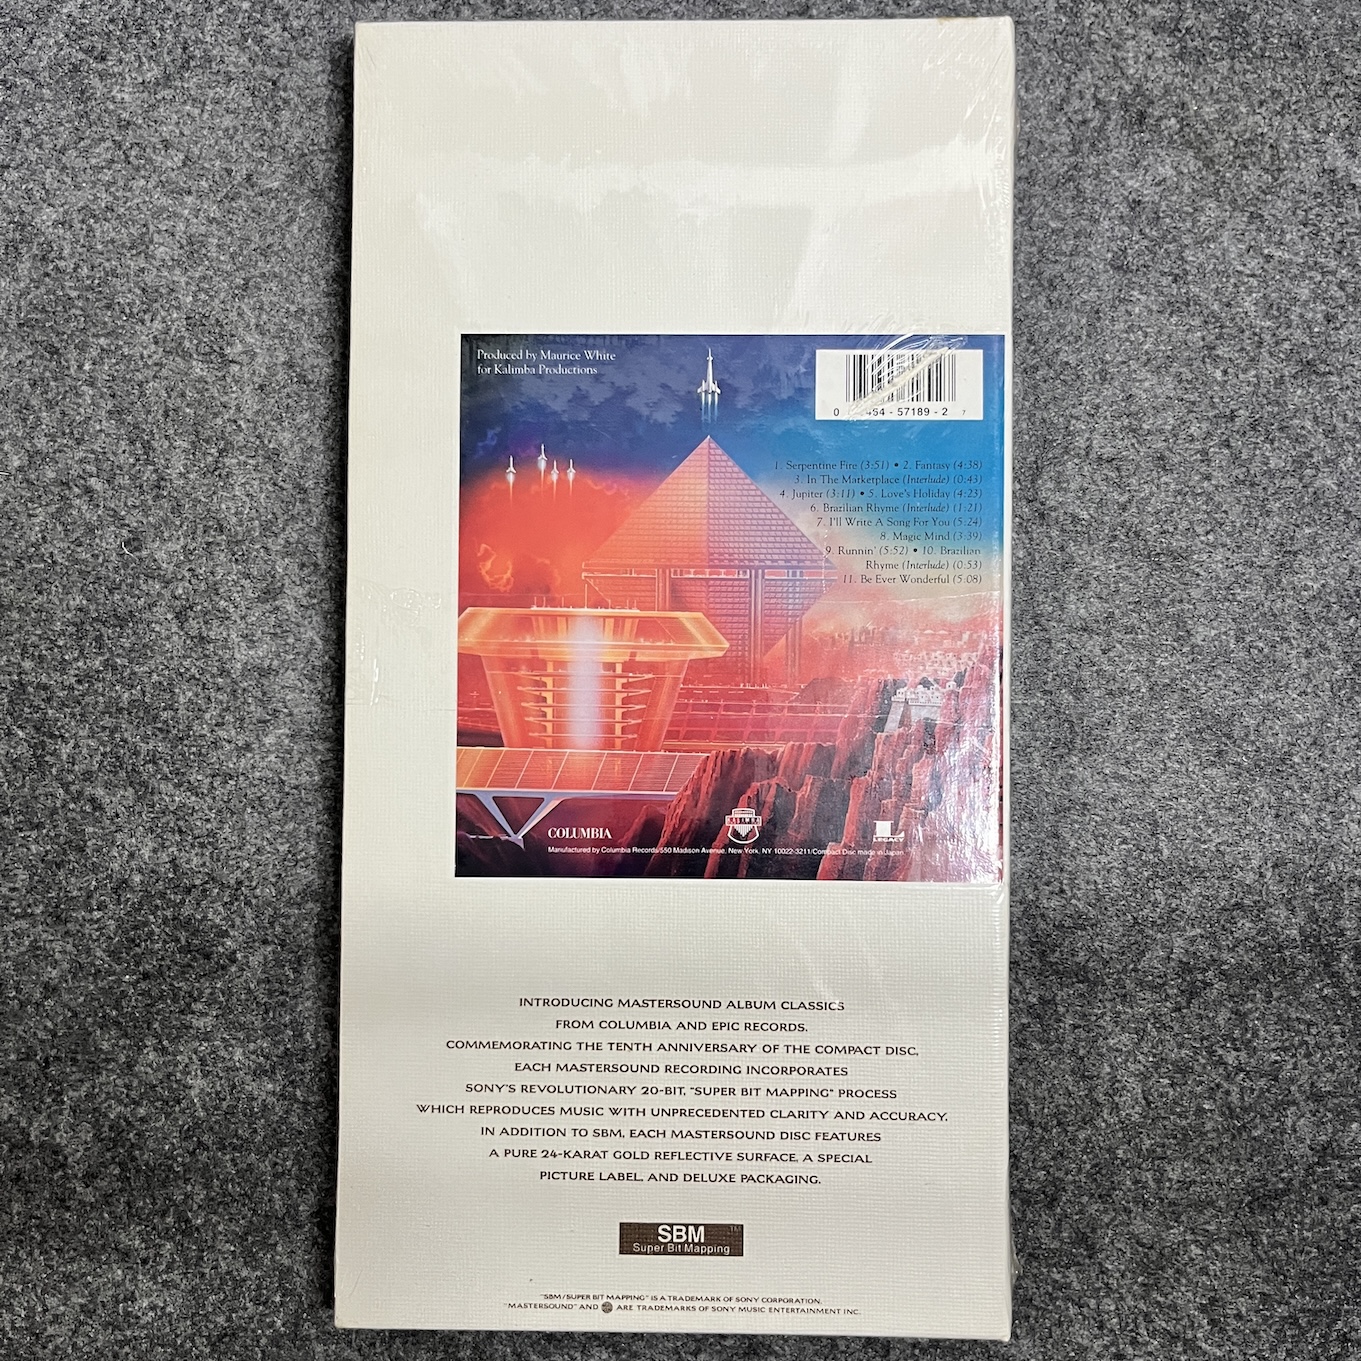 Produced by Maurice White
for Kalimba Productions
0 464 - 57189 - 2 7
1. Serpentine Fire (3:51) • 2. Fantasy (4:38)
3. In The Marketplace (Interlude) (0:43)
4. Jupiter (3:11) • 5. Love's Holiday (4:23)
6. Brazilian Rhyme (Interlude) (1:21)
7. I'll Write A Song For You (5:24)
8. Magic Mind (3:39)
9. Runnin' (5:52) • 10. Brazilian
Rhyme (Interlude) (0:53)
11. Be Ever Wonderful (5:08)
COLUMBIA
LEGACY
Manufactured by Columbia Records/550 Madison Avenue, New York, NY 10022-3211/Compact Disc made in Japan.
INTRODUCING MASTERSOUND ALBUM CLASSICS
FROM COLUMBIA AND EPIC RECORDS.
COMMEMORATING THE TENTH ANNIVERSARY OF THE COMPACT DISC,
EACH MASTERSOUND RECORDING INCORPORATES
SONY'S REVOLUTIONARY 20-BIT, "SUPER BIT MAPPING" PROCESS
WHICH REPRODUCES MUSIC WITH UNPRECEDENTED CLARITY AND ACCURACY.
IN ADDITION TO SBM, EACH MASTERSOUND DISC FEATURES
A PURE 24-KARAT GOLD REFLECTIVE SURFACE, A SPECIAL
PICTURE LABEL, AND DELUXE PACKAGING.
SBM TM
Super Bit Mapping
"SBM/SUPER BIT MAPPING" IS A TRADEMARK OF SONY CORPORATION.
"MASTERSOUND" AND ARE TRADEMARKS OF SONY MUSIC ENTERTAINMENT INC.